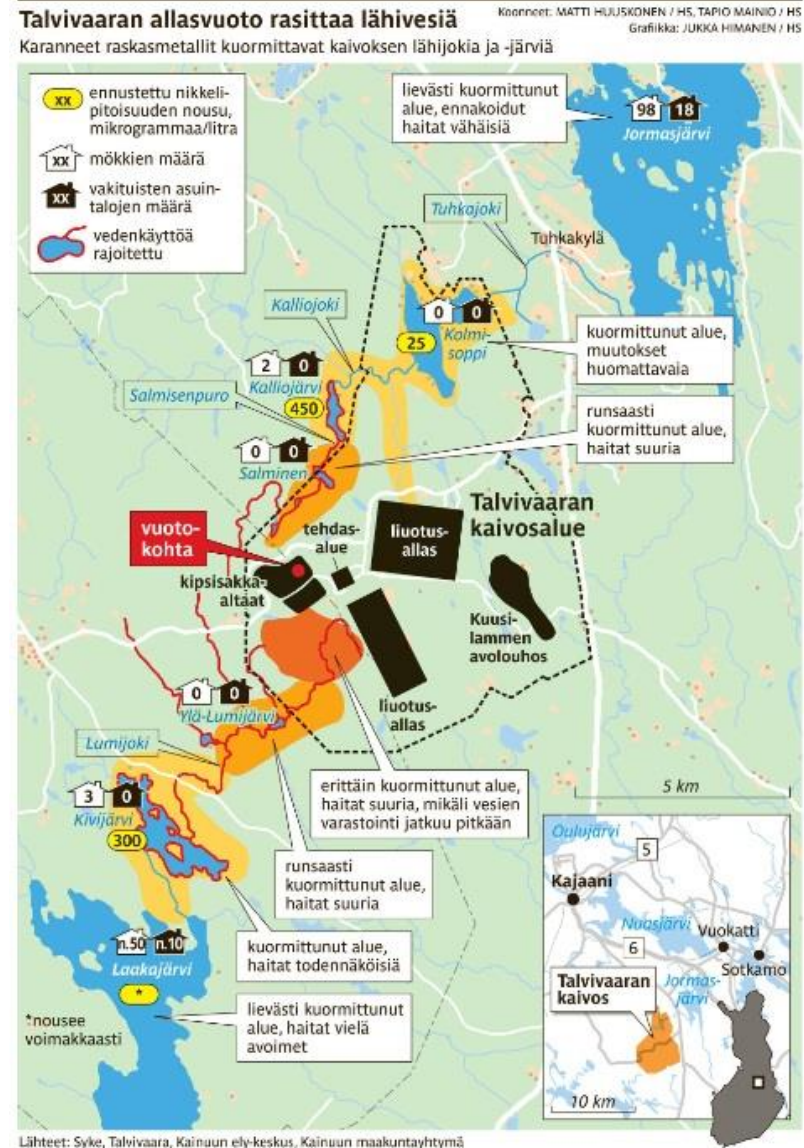 Talvivaaran allasvuoto rasittaa lähivesiä
Koonneet: MATTI HUUSKONEN / HS, TAPIO MAINIO / HS
Grafiikka: JUKKA HIMANEN / HS
Karanneet raskasmetallit kuormittavat kaivoksen lähijokia ja -järviä
xx ennustettu nikkeli-
pitoisuuden nousu,
mikrogrammaa/litra
xx mökkien määrä
xx vakituisten asuin-
talojen määrä
vedenkäyttöä
rajoitettu
lievästi kuormittunut
alue, ennakoidut
haitat vähäisiä
98 18
Jormasjärvi
Tuhkajoki
Tuhkakylä
Kalliojoki
0 0
Kolmi-
soppi
25
kuormittunut alue,
muutokset
huomattavaia
2 0
Kalliojärvi
450
Salmisenpuro
runsaasti
kuormittunut alue,
haitat suuria
0 0
Salminen
Talvivaaran
kaivosalue
vuoto-
kohta
tehdas-
alue
liuotus-
allas
kipsisakka-
altaat
Kuusi-
lammen
avolouhos
liuotus-
allas
0 0
Ylä-Lumijärvi
Lumijoki
erittäin kuormittunut alue,
haitat suuria, mikäli vesien
varastointi jatkuu pitkään
5 km
3 0
Kivijärvi
300
runsaasti
kuormittunut alue,
haitat suuria
kuormittunut alue,
haitat todennäköisiä
n.50 n.10
Laakajärvi
*
*nousee
voimakkaasti
lievästi kuormittunut
alue, haitat vielä
avoimet
Oulujärvi
5
Kajaani
Nuasjärvi
Vuokatti
6
Sotkamo
Talvivaaran
kaivos
Jormas-
järvi
10 km
Lähteet: Syke, Talvivaara, Kainuun ely-keskus, Kainuun maakuntayhtymä